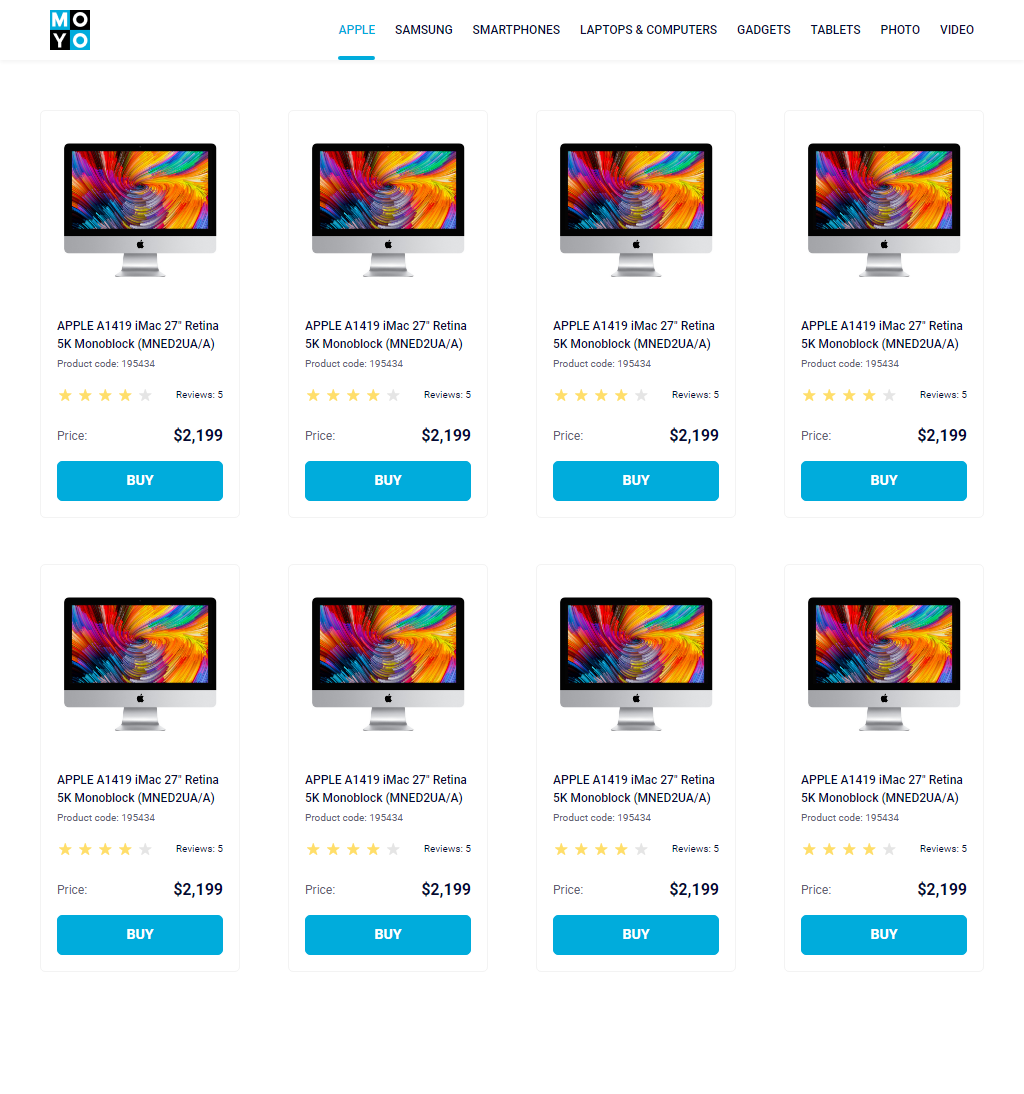 MO
YO
APPLE SAMSUNG SMARTPHONES LAPTOPS & COMPUTERS GADGETS TABLETS PHOTO VIDEO
APPLE A1419 iMac 27" Retina
5K Monoblock (MNED2UA/A)
Product code: 195434
Reviews: 5
Price: $2,199
BUY
APPLE A1419 iMac 27" Retina
5K Monoblock (MNED2UA/A)
Product code: 195434
Reviews: 5
Price: $2,199
BUY
APPLE A1419 iMac 27" Retina
5K Monoblock (MNED2UA/A)
Product code: 195434
Reviews: 5
Price: $2,199
BUY
APPLE A1419 iMac 27" Retina
5K Monoblock (MNED2UA/A)
Product code: 195434
Reviews: 5
Price: $2,199
BUY
APPLE A1419 iMac 27" Retina
5K Monoblock (MNED2UA/A)
Product code: 195434
Reviews: 5
Price: $2,199
BUY
APPLE A1419 iMac 27" Retina
5K Monoblock (MNED2UA/A)
Product code: 195434
Reviews: 5
Price: $2,199
BUY
APPLE A1419 iMac 27" Retina
5K Monoblock (MNED2UA/A)
Product code: 195434
Reviews: 5
Price: $2,199
BUY
APPLE A1419 iMac 27" Retina
5K Monoblock (MNED2UA/A)
Product code: 195434
Reviews: 5
Price: $2,199
BUY